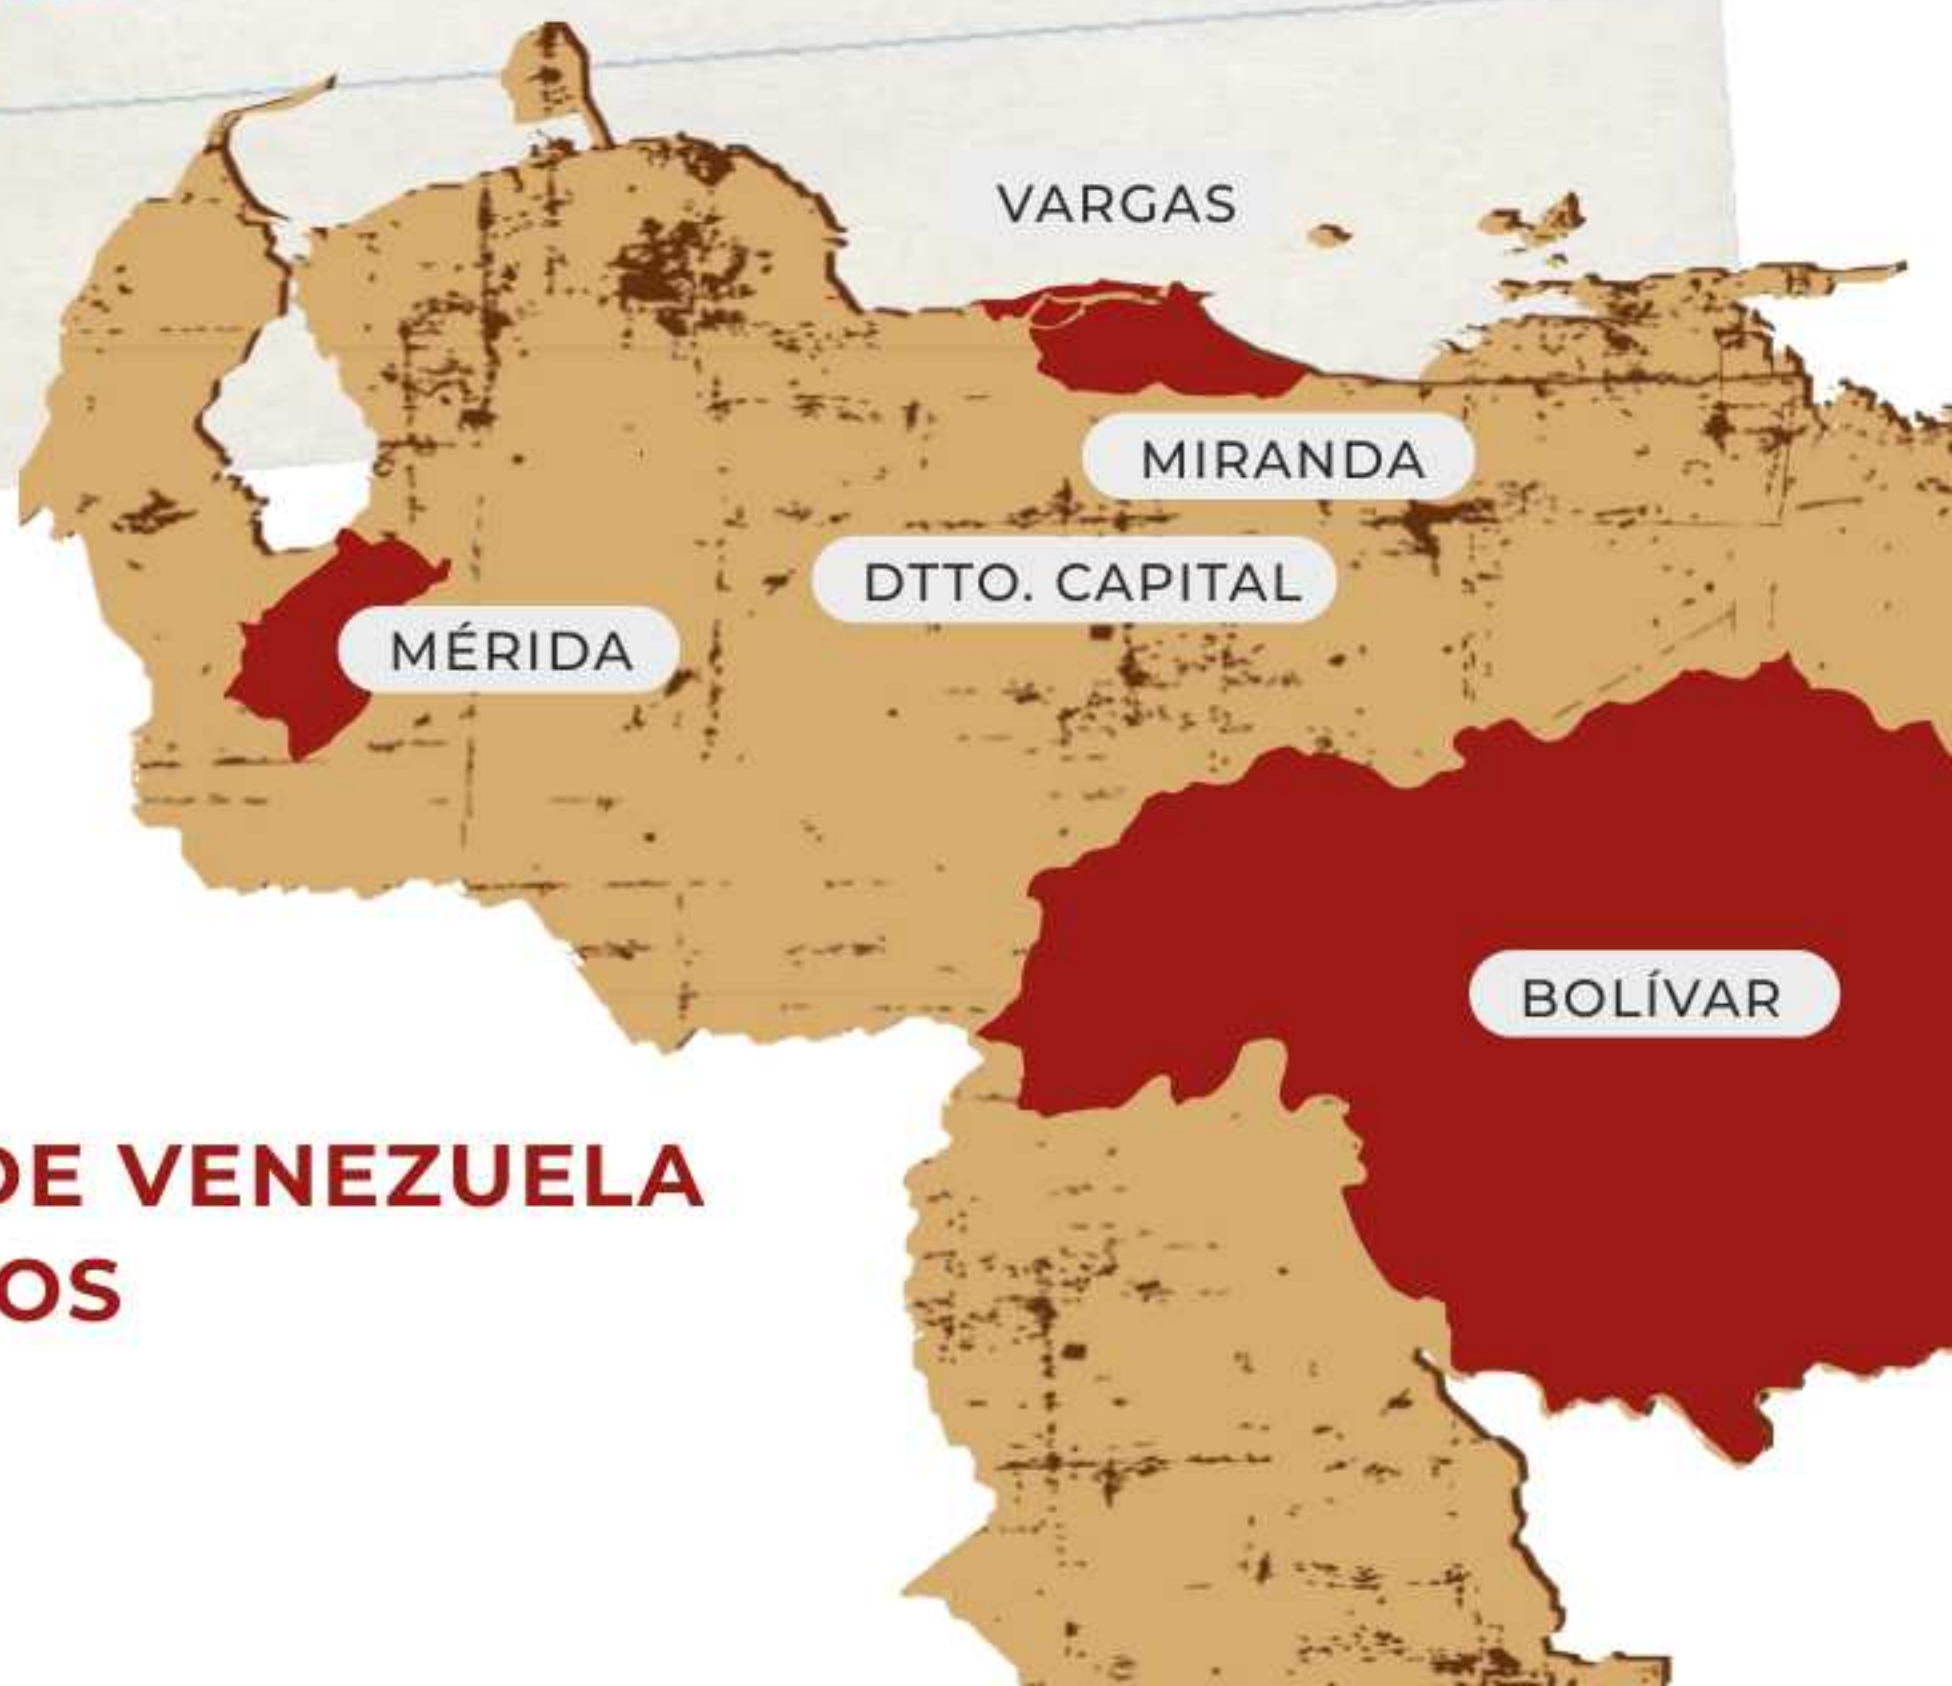 VARGAS
MIRANDA
DTTO. CAPITAL
MÉRIDA
BOLÍVAR
DE VENEZUELA
OS